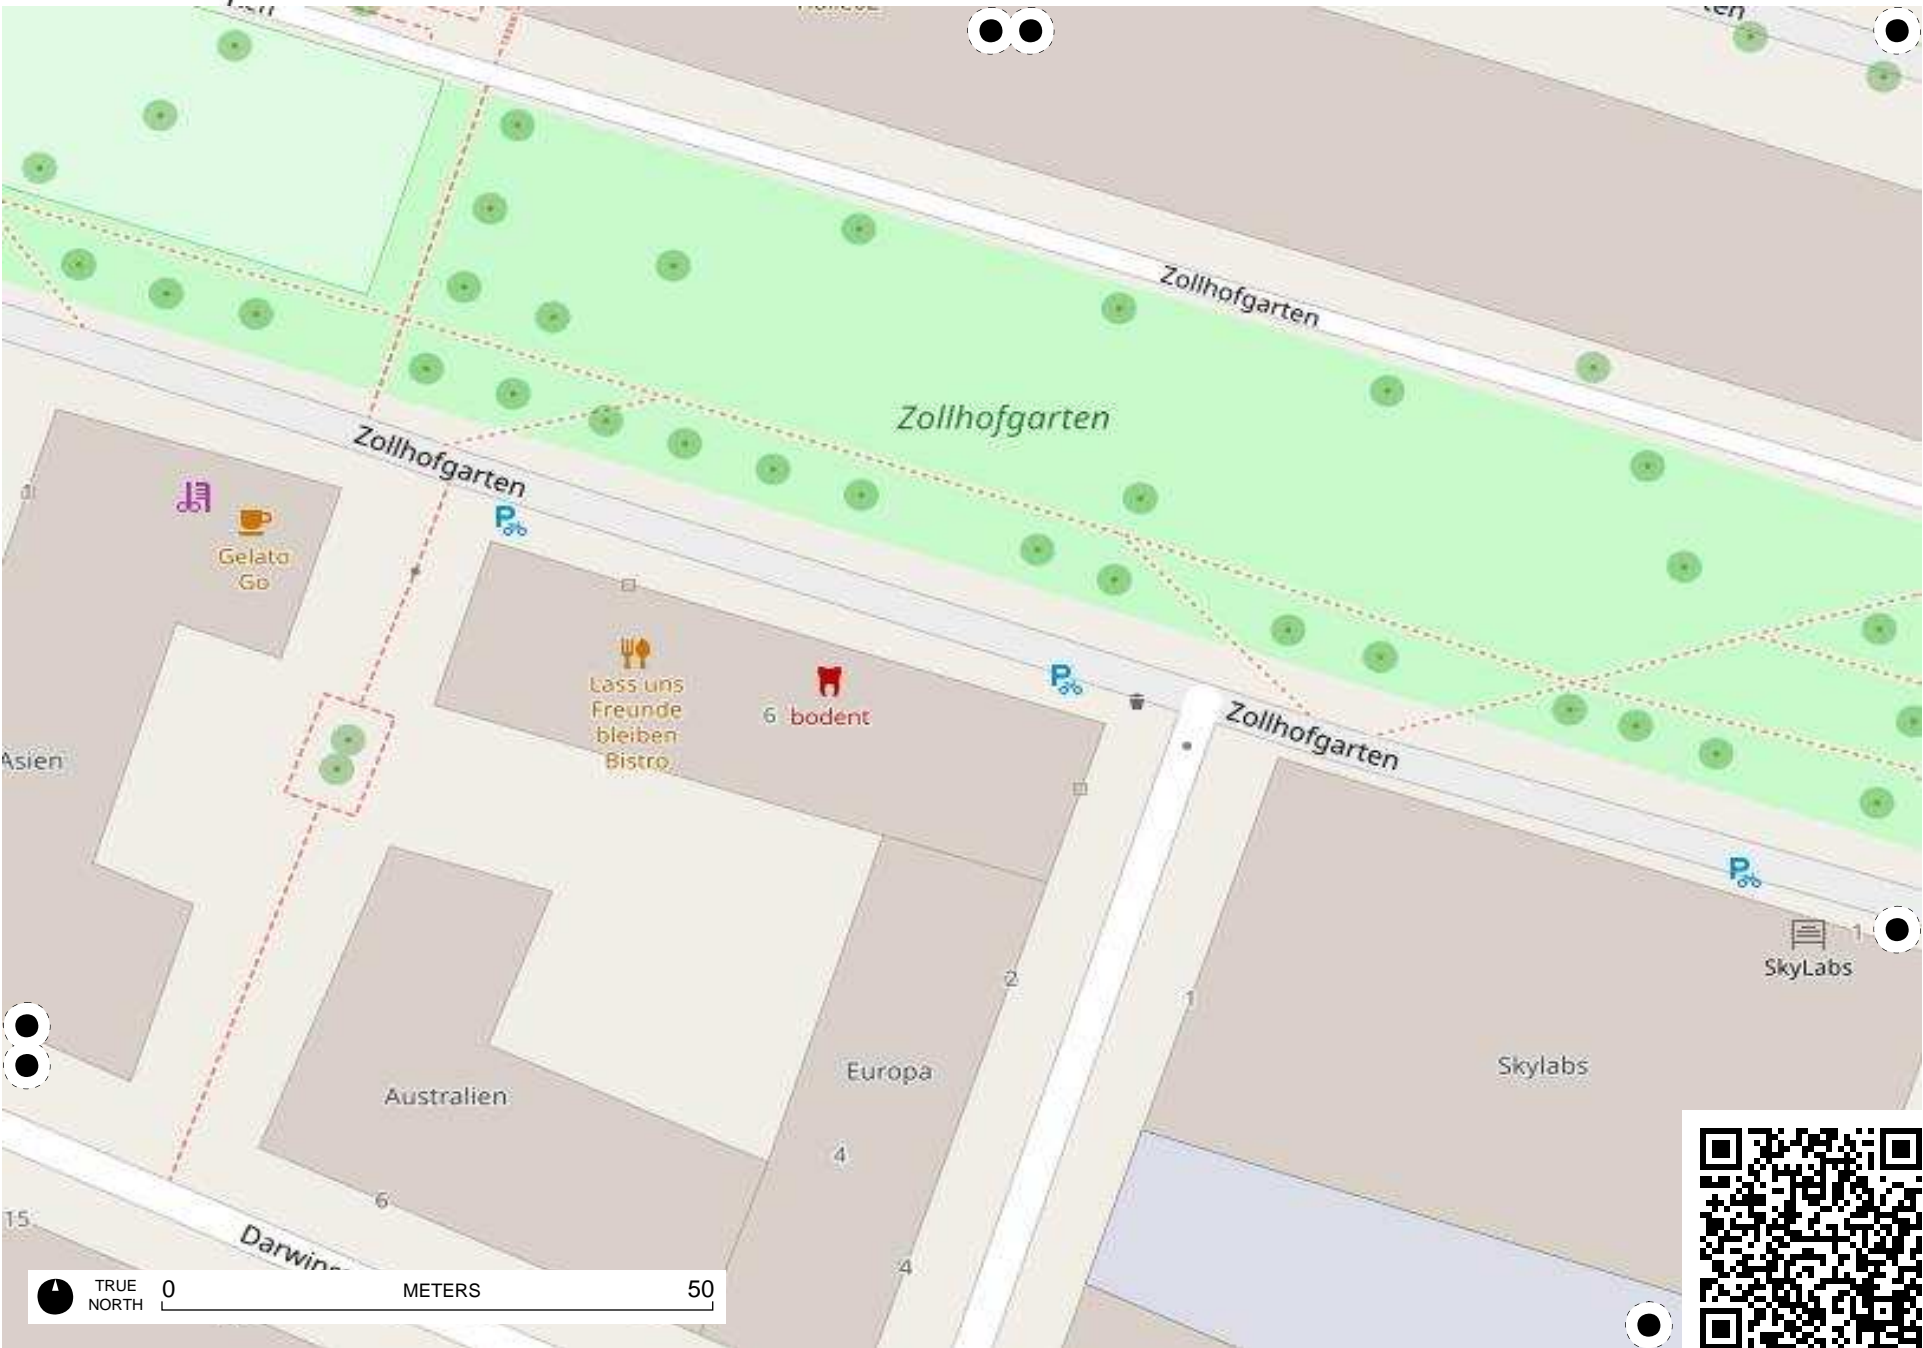 Zollhofgarten
Zollhofgarten
Zollhofgarten
Gelato
Go
Lass uns
Freunde
bleiben
Bistro
6 bodent
Zollhofgarten
Asien
1
SkyLabs
2
1
Europa
Skylabs
Australien
4
6
15
4
TRUE
NORTH
0 METERS 50